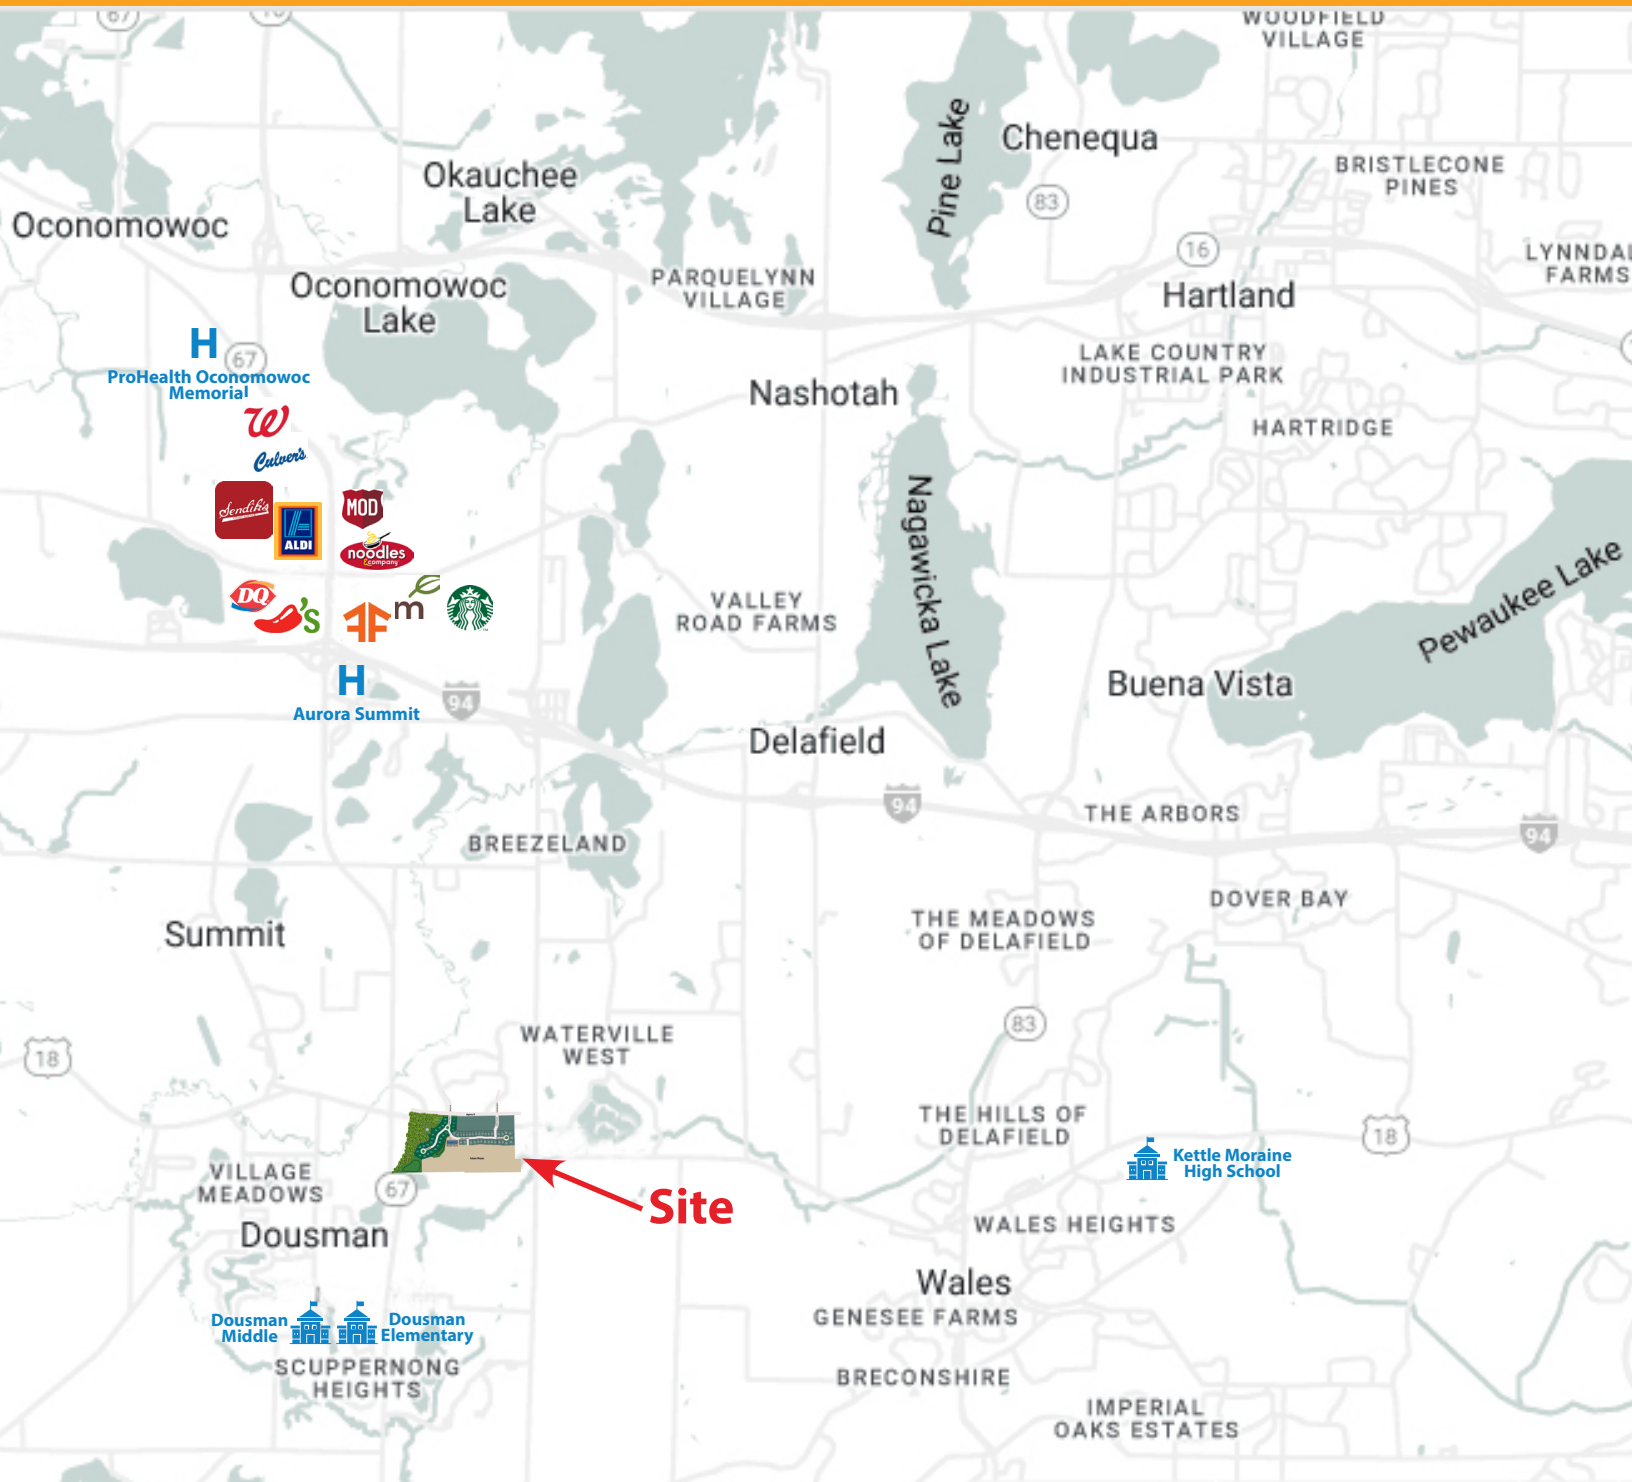 67
WOODFIELD
VILLAGE
Pine Lake
Chenequa
83
BRISTLECONE
PINES
Okauchee
Lake
Oconomowoc
16
LYNNDAL
FARMS
Oconomowoc
Lake
PARQUELYNN
VILLAGE
Hartland
H
67
ProHealth Oconomowoc
Memorial
LAKE COUNTRY
INDUSTRIAL PARK
Nashotah
W
HARTRIDGE
Culver's
Sendik's
MOD
ALDI
noodles
& company
Nagawicka Lake
Pewaukee Lake
DQ
's
m
VALLEY
ROAD FARMS
H
Aurora Summit
94
Buena Vista
Delafield
94
THE ARBORS
94
BREEZELAND
DOVER BAY
Summit
THE MEADOWS
OF DELAFIELD
83
WATERVILLE
WEST
18
THE HILLS OF
DELAFIELD
18
Kettle Moraine
High School
VILLAGE
MEADOWS
67
Site
Dousman
WALES HEIGHTS
Wales
GENESEE FARMS
Dousman
Middle
Dousman
Elementary
SCUPPERNONG
HEIGHTS
BRECONSHIRE
IMPERIAL
OAKS ESTATES